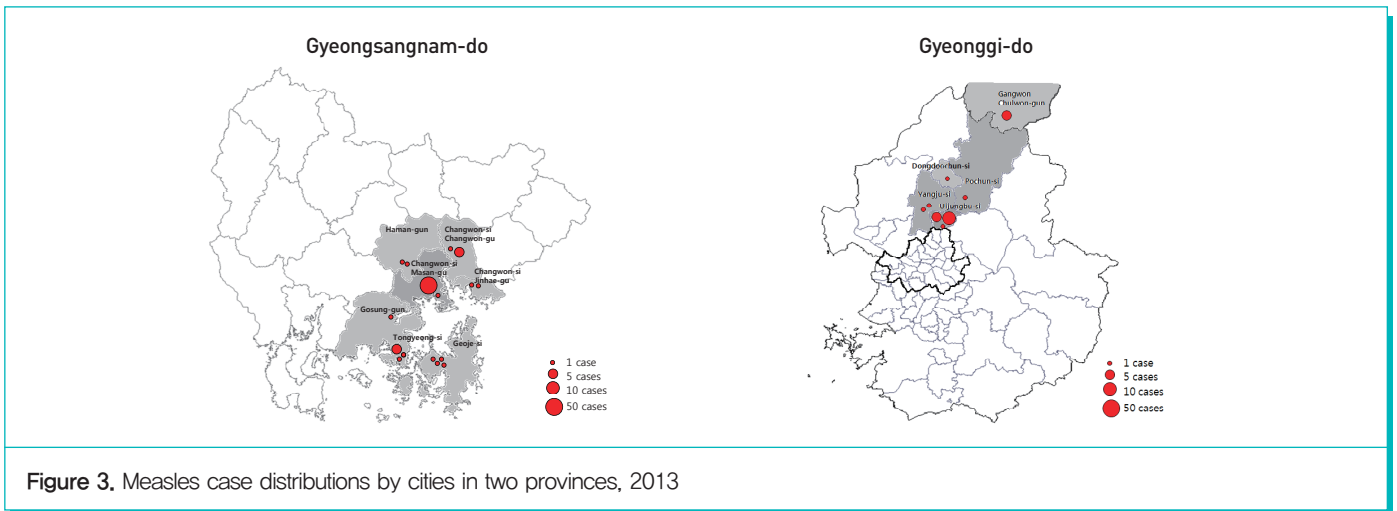 Gyeongsangnam-do
Haman-gun
Changwon-si
Changwon-gu
Changwon-si
Masan-gu
Changwon-si
Jinhae-gu
Gosung-gun
Tongyeong-si
Geoje-si
1 case
5 cases
10 cases
50 cases
Gyeonggi-do
Gangwon
Chulwon-gun
Dongdoochun-si
Pochun-si
Yangju-si
Uijungbu-si
1 case
5 cases
10 cases
50 cases
Figure 3. Measles case distributions by cities in two provinces, 2013